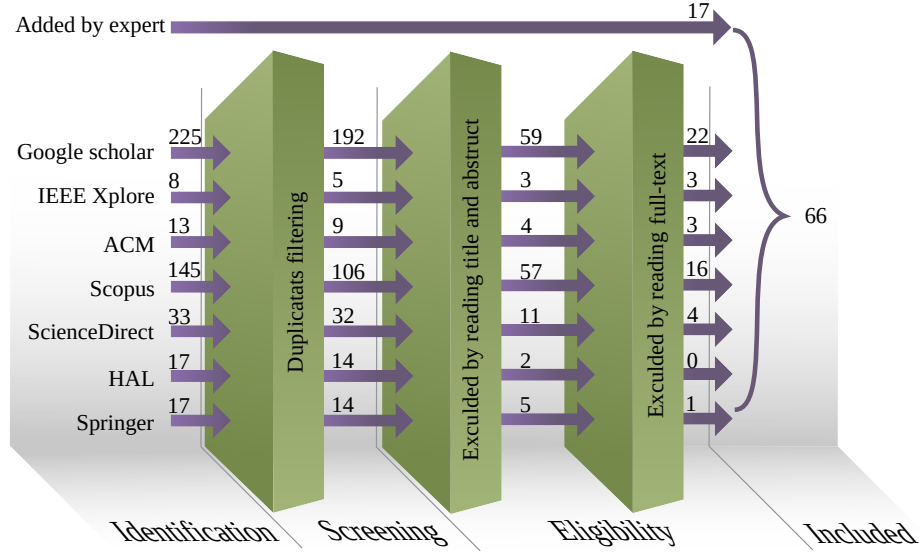 Added by expert 17
Google scholar 225 192 59 22
IEEE Xplore 8 5 3 3
ACM 13 9 4 3
Scopus 145 106 57 16
ScienceDirect 33 32 11 4
HAL 17 14 2 0
Springer 17 14 5 1
Duplicatats filtering
Exculded by reading title and abstract
Exculded by reading full-text
66
Identification Screening Eligibility Included